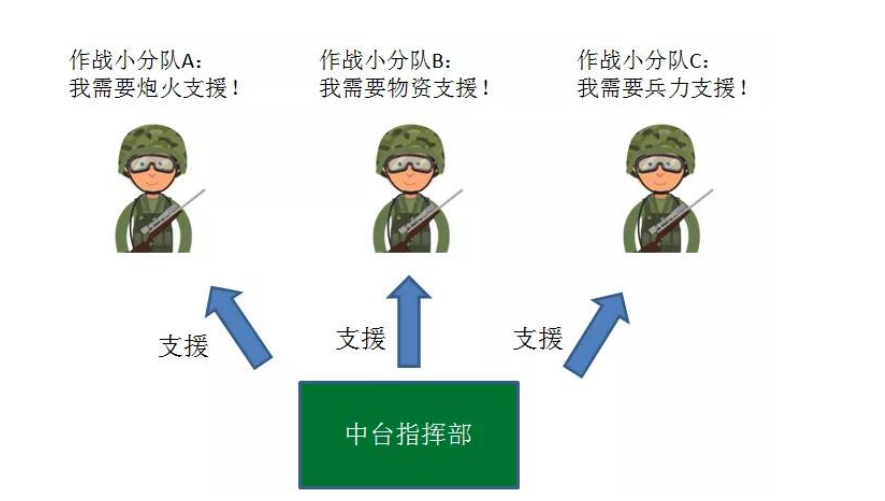 作战小分队A：
我需要炮火支援！
作战小分队B：
我需要物资支援！
作战小分队C：
我需要兵力支援！
支援
支援
支援
中台指挥部